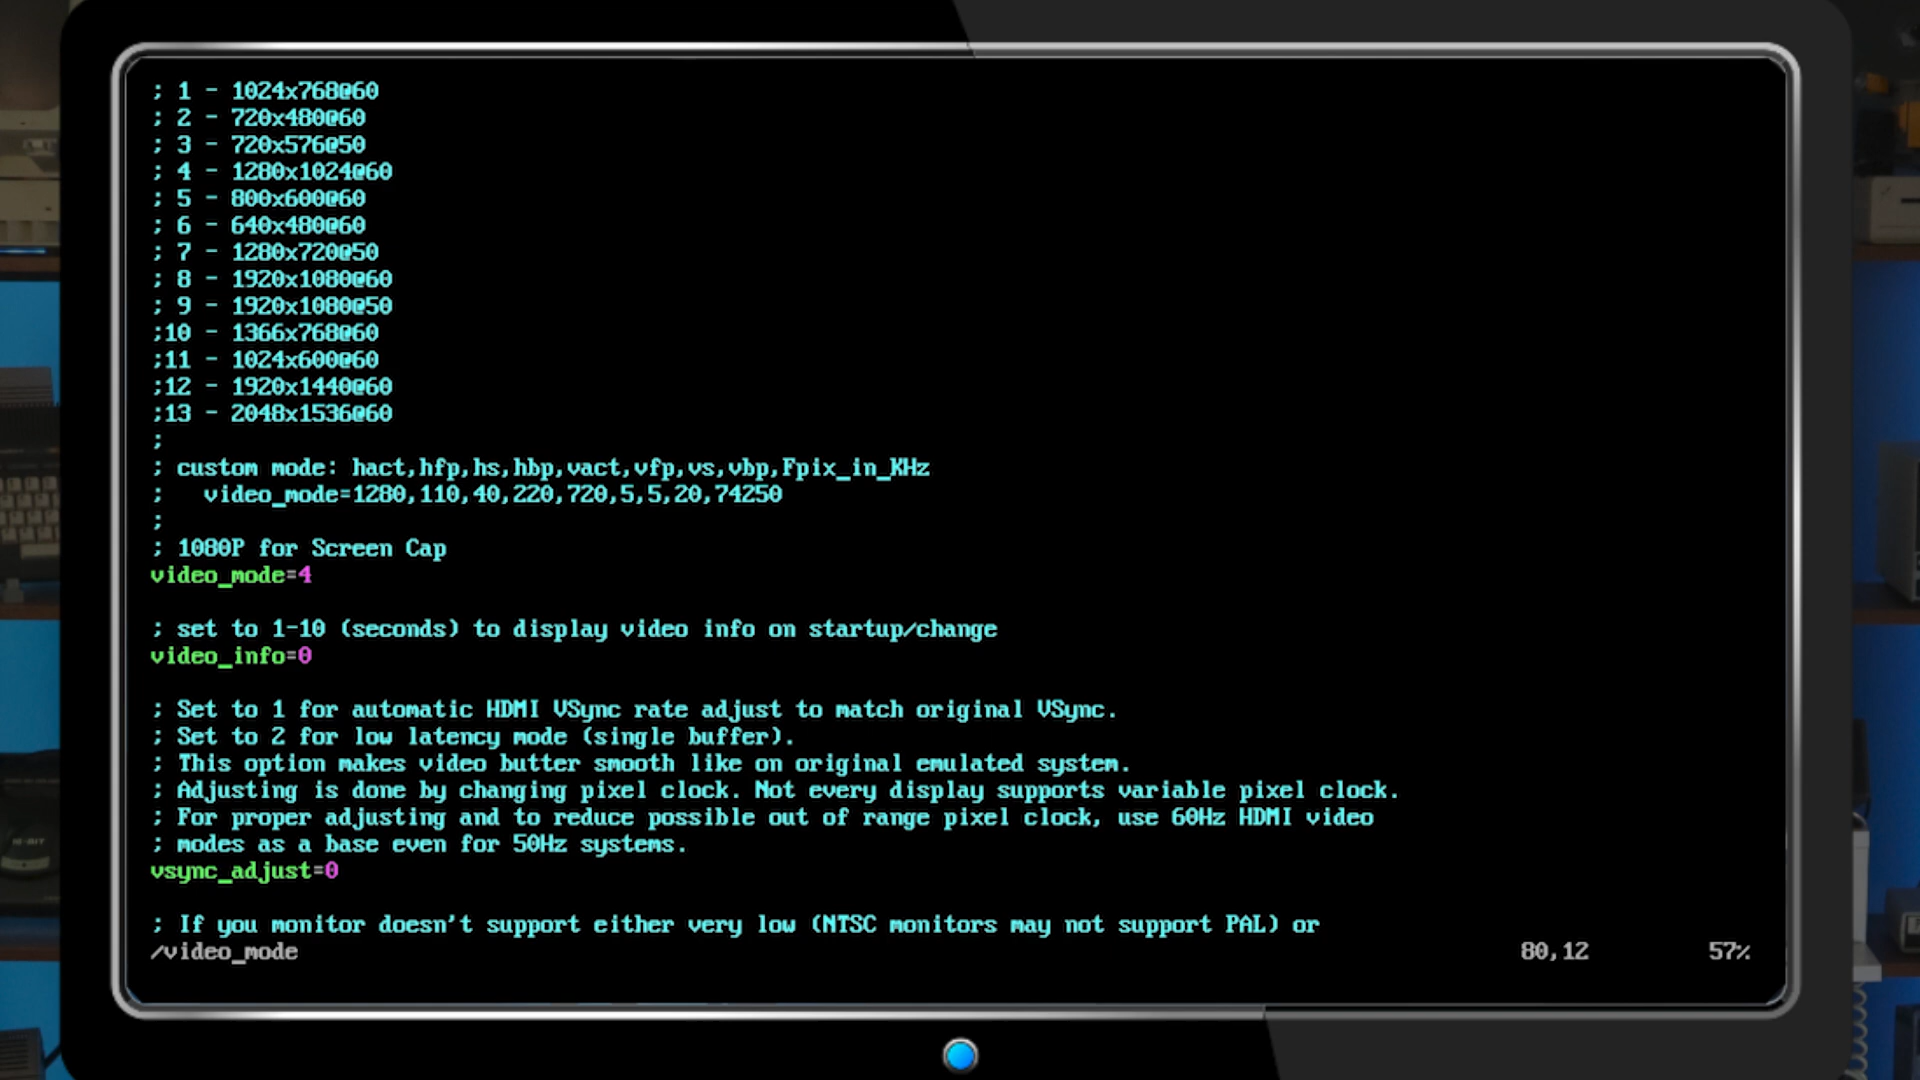 ; 1 - 1024x768@60
; 2 - 720x480@60
; 3 - 720x576@50
; 4 - 1280x1024@60
; 5 - 800x600@60
; 6 - 640x480@60
; 7 - 1280x720@50
; 8 - 1920x1080@60
; 9 - 1920x1080@50
;10 - 1366x768@60
;11 - 1024x600@60
;12 - 1920x1440@60
;13 - 2048x1536@60
;
; custom mode: hact,hfp,hs,hbp,vact,vfp,vs,vbp,Fpix_in_KHz
;   video_mode=1280,110,40,220,720,5,5,20,74250
;
; 1080P for Screen Cap
video_mode=4
; set to 1-10 (seconds) to display video info on startup/change
video_info=0
; Set to 1 for automatic HDMI VSync rate adjust to match original VSync.
; Set to 2 for low latency mode (single buffer).
; This option makes video butter smooth like on original emulated system.
; Adjusting is done by changing pixel clock. Not every display supports variable pixel clock.
; For proper adjusting and to reduce possible out of range pixel clock, use 60Hz HDMI video
; modes as a base even for 50Hz systems.
vsync_adjust=0
; If you monitor doesn't support either very low (NTSC monitors may not support PAL) or
/video_mode 80,12 57%